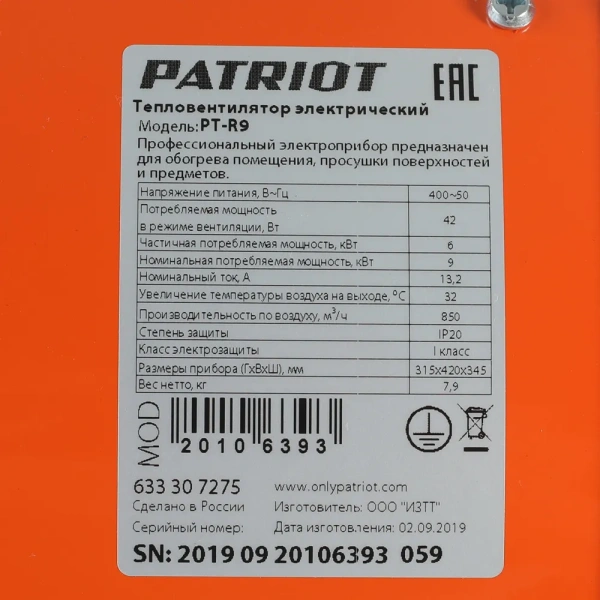 PATRIOT EAC
Тепловентилятор электрический
Модель: PT-R9
Профессиональный электроприбор предназначен
для обогрева помещения, просушки поверхностей
и предметов.
Напряжение питания, В~Гц 400~50
Потребляемая мощность
в режиме вентиляции, Вт 42
Частичная потребляемая мощность, кВт 6
Номинальная потребляемая мощность, кВт 9
Номинальный ток, А 13,2
Увеличение температуры воздуха на выходе, °С 32
Производительность по воздуху, м³/ч 850
Степень защиты IP20
Класс электрозащиты I класс
Размеры прибора (ГхВхШ), мм 315х420х345
Вес нетто, кг 7,9
MOD
20106393
633 30 7275 www.onlypatriot.com
Сделано в России Изготовитель: ООО "ИЗТТ"
Серийный номер: Дата изготовления: 02.09.2019
SN: 2019 09 20106393 059